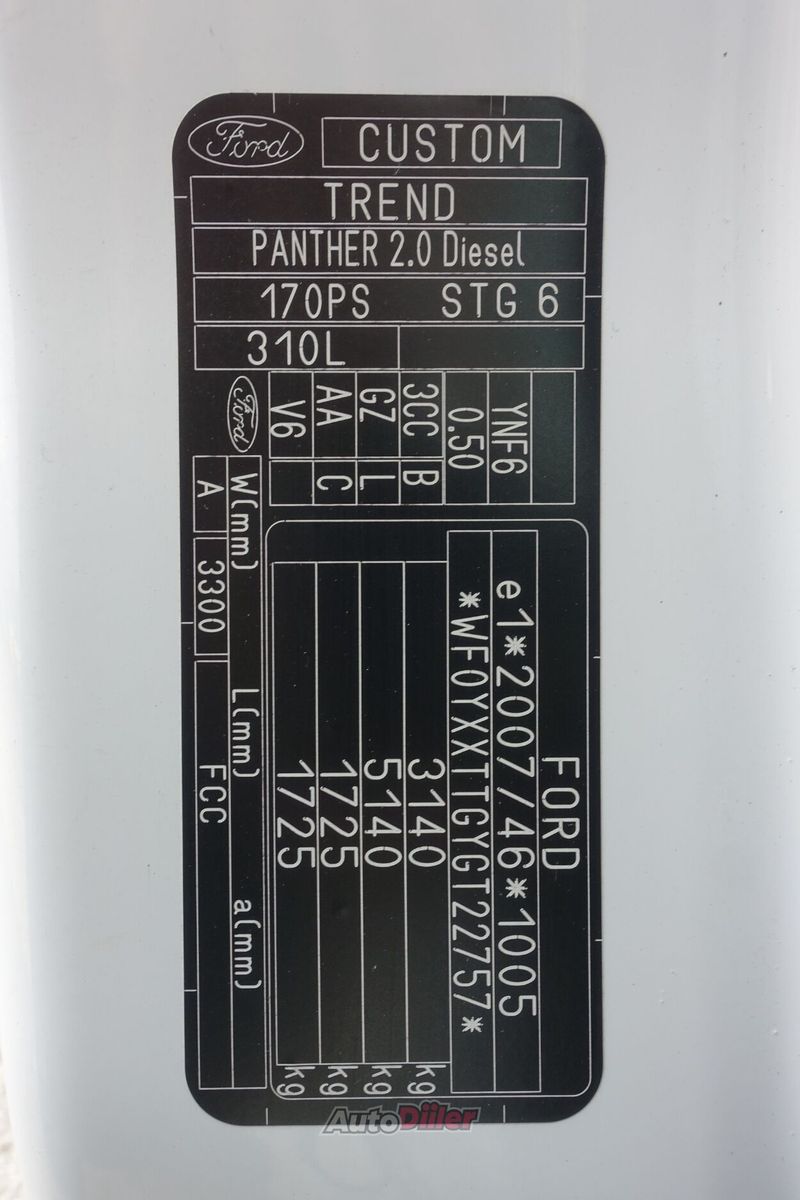 Ford CUSTOM
TREND
PANTHER 2.0 Diesel
170PS STG 6
310L
Ford
YNF6
0.50
3CC B
GZ L
AA C
V6
FORD
e1*2007/46*1005
*WF0YXXTTGYGT22757*
3140 kg
5140 kg
1725 kg
1725 kg
W(mm) L(mm) a(mm)
A 3300 FCC
AutoDiiler